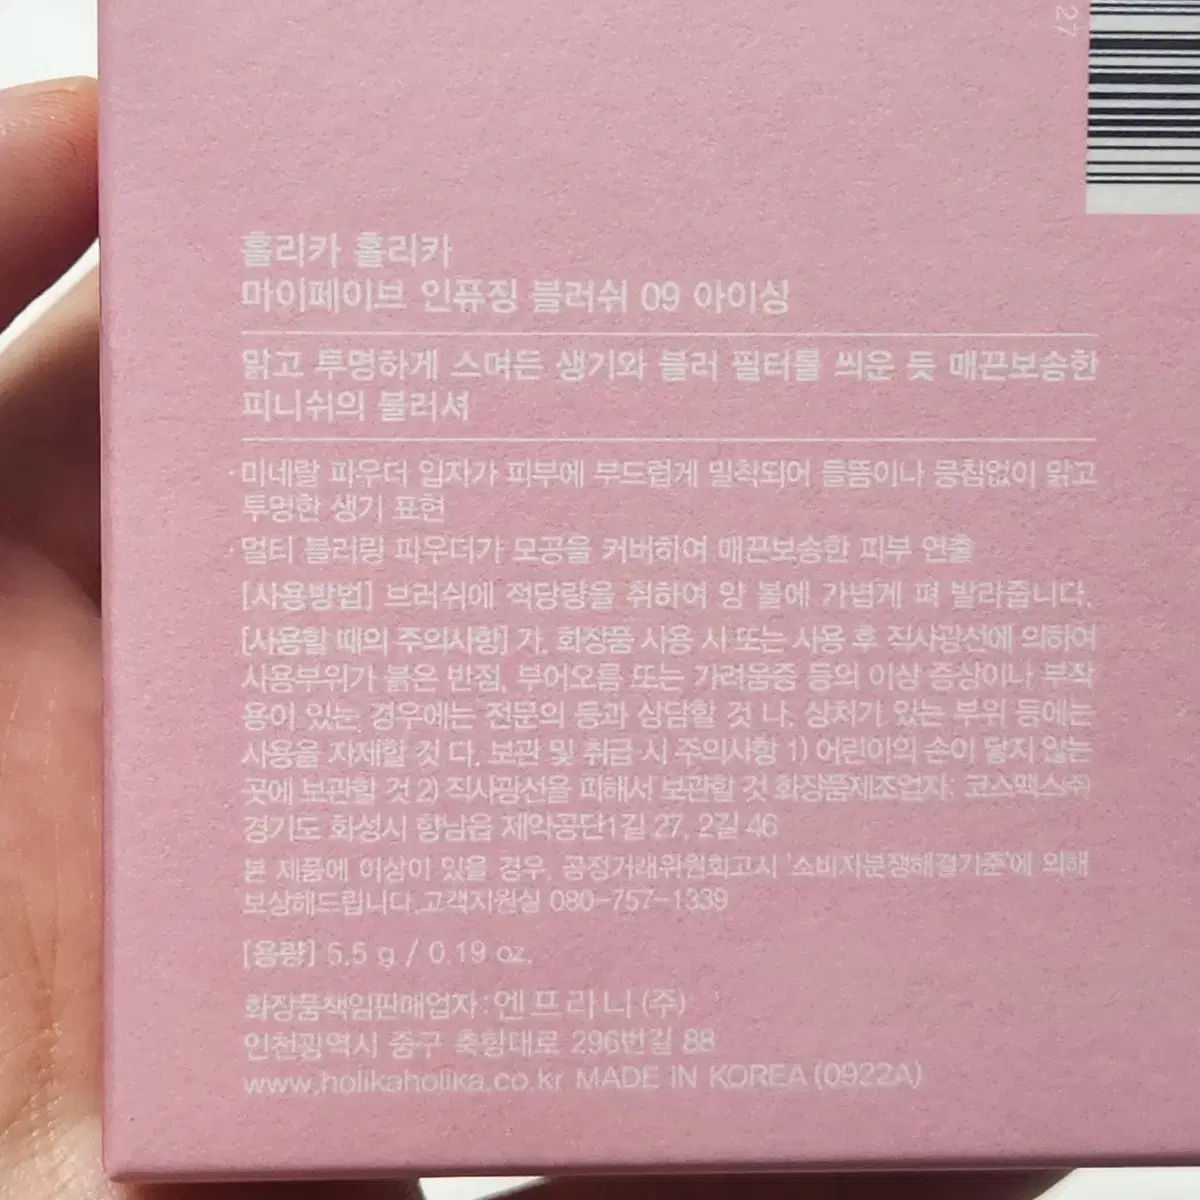 27
홀리카 홀리카
마이페이브 인퓨징 블러쉬 09 아이싱
맑고 투명하게 스며든 생기와 블러 필터를 씌운 듯 매끈보송한
피니쉬의 블러셔
·미네랄 파우더 입자가 피부에 부드럽게 밀착되어 들뜸이나 뭉침없이 맑고
투명한 생기 표현
·멀티 블러링 파우더가 모공을 커버하여 매끈보송한 피부 연출
[사용방법] 브러쉬에 적당량을 취하여 양 볼에 가볍게 펴 발라줍니다.
[사용할 때의 주의사항] 가. 화장품 사용 시 또는 사용 후 직사광선에 의하여
사용부위가 붉은 반점, 부어오름 또는 가려움증 등의 이상 증상이나 부작
용이 있는 경우에는 전문의 등과 상담할 것 나. 상처가 있는 부위 등에는
사용을 자제할 것 다. 보관 및 취급 시 주의사항 1) 어린이의 손이 닿지 않는
곳에 보관할 것 2) 직사광선을 피해서 보관할 것 화장품제조업자: 코스맥스㈜
경기도 화성시 향남읍 제약공단1길 27, 2길 46
본 제품에 이상이 있을 경우, 공정거래위원회고시 '소비자분쟁해결기준'에 의해
보상해드립니다.고객지원실 080-757-1339
[용량] 5.5 g / 0.19 oz.
화장품책임판매업자:엔프라니(주)
인천광역시 중구 축항대로 296번길 88
www.holikaholika.co.kr MADE IN KOREA (0922A)